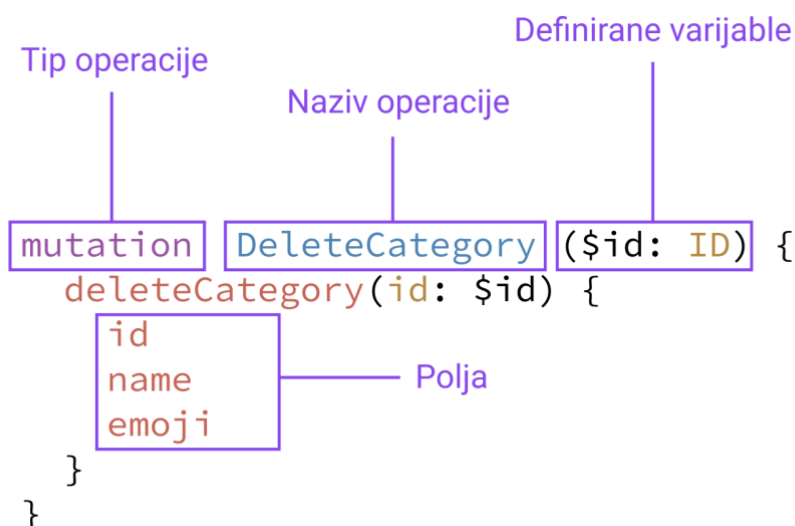 Definirane varijable
Tip operacije
Naziv operacije
mutation DeleteCategory ($id: ID) {
deleteCategory(id: $id) {
id
name
emoji
Polja
}
}